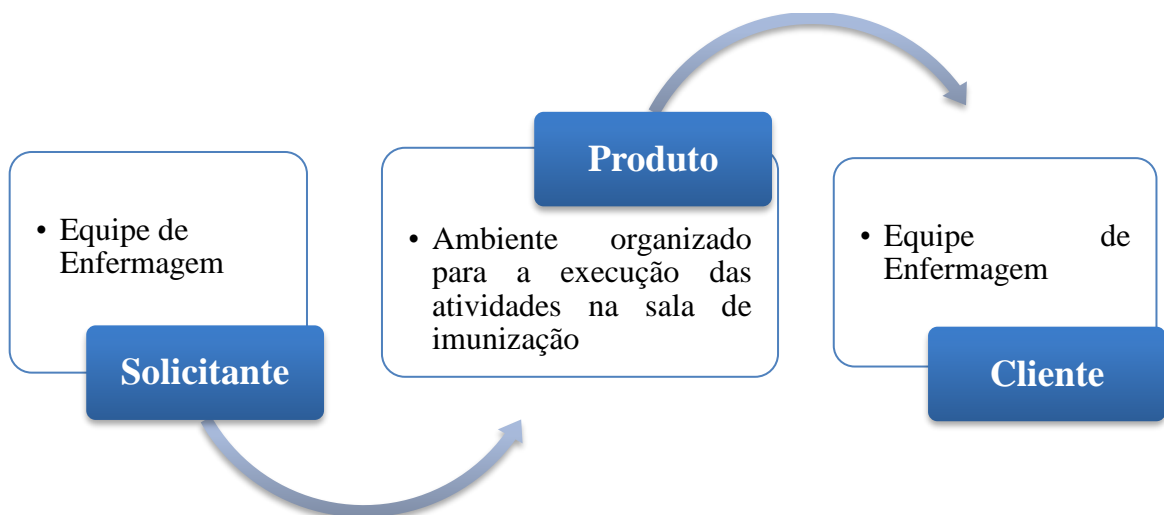 • Equipe de
Enfermagem
Solicitante
Produto
• Ambiente organizado
para a execução das
atividades na sala de
imunização
• Equipe de
Enfermagem
Cliente